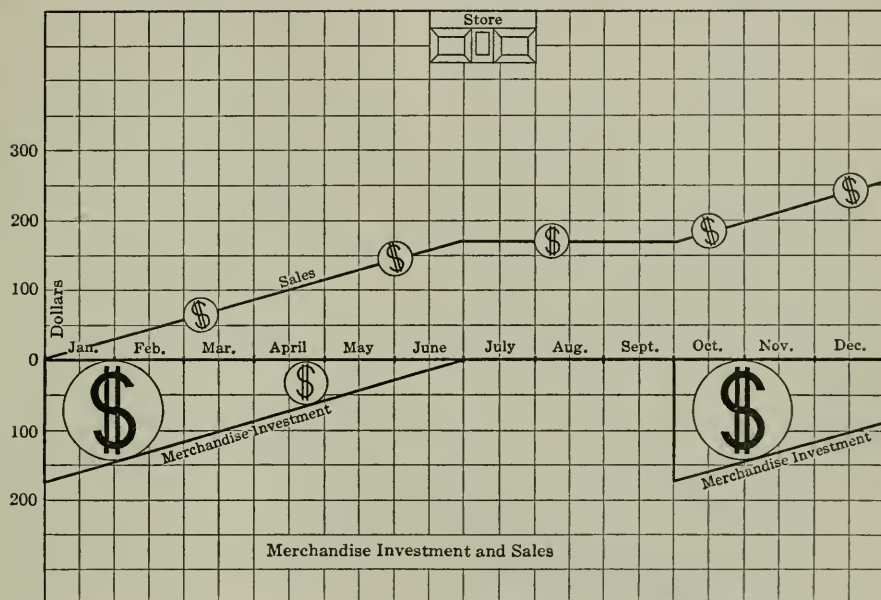 Store
300
200
100
Dollars
Sales
0
Jan. Feb. Mar. April May June July Aug. Sept. Oct. Nov. Dec.
$ $ $ $ $ $
$ $ $
100
Merchandise Investment
Merchandise Investment
200
Merchandise Investment and Sales